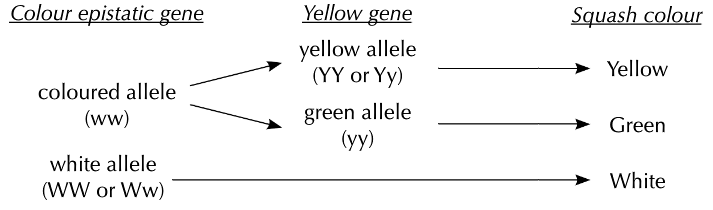 Colour epistatic gene
Yellow gene
Squash colour
coloured allele
(ww)
yellow allele
(YY or Yy)
Yellow
green allele
(yy)
Green
white allele
(WW or Ww)
White